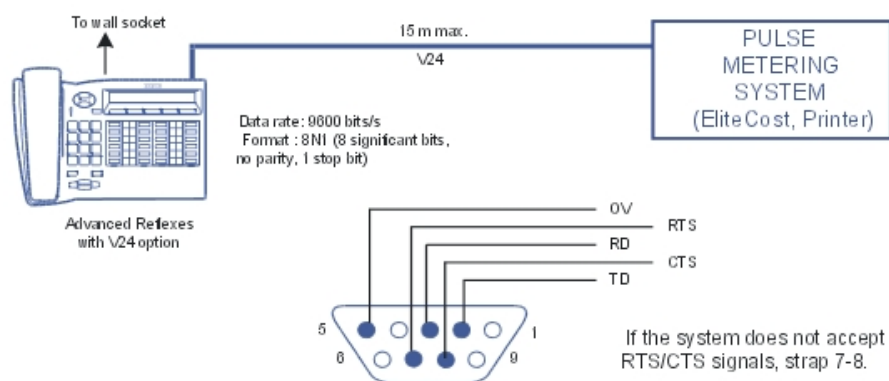 To wall socket
15 m max.
V24
PULSE
METERING
SYSTEM
(EliteCost, Printer)
Data rate: 9600 bits/s
Format : 8N1 (8 significant bits,
no parity, 1 stop bit)
Advanced Reflexes
with V24 option
0V
RTS
RD
CTS
TD
5
1
6
9
If the system does not accept
RTS/CTS signals, strap 7-8.